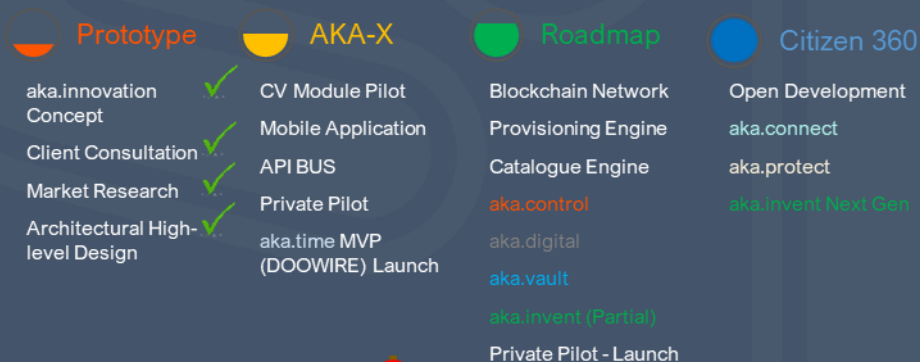 Prototype
aka.innovation
Concept
Client Consultation
Market Research
Architectural High-
level Design
AKA-X
CV Module Pilot
Mobile Application
API BUS
Private Pilot
aka.time MVP
(DOOWIRE) Launch
Roadmap
Blockchain Network
Provisioning Engine
Catalogue Engine
aka.control
aka.digital
aka.vault
aka.invent (Partial)
Private Pilot - Launch
Citizen 360
Open Development
aka.connect
aka.protect
aka.invent Next Gen